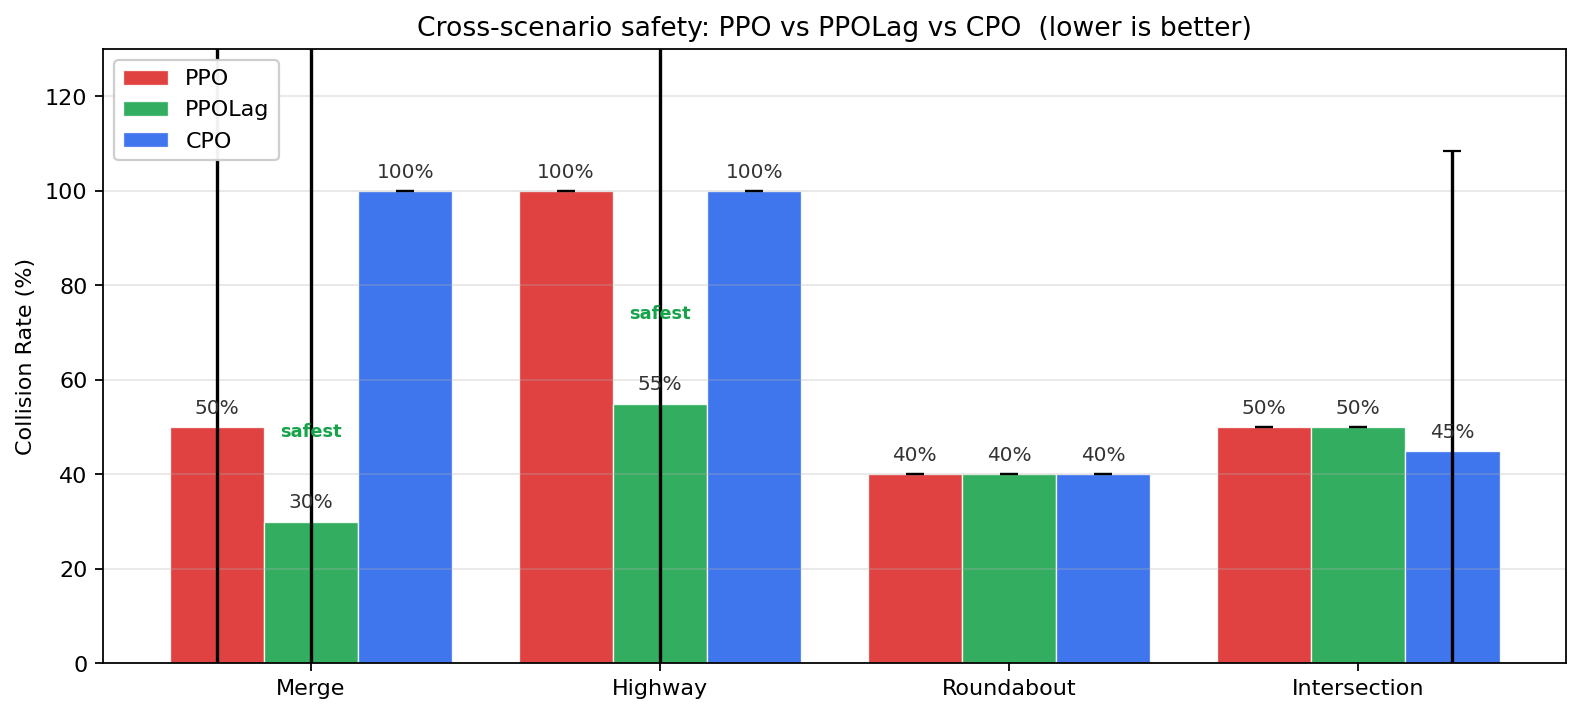 Cross-scenario safety: PPO vs PPOLag vs CPO (lower is better)
PPO
PPOLag
CPO
Collision Rate (%)
120
100
80
60
40
20
0
50%
safest
30%
100%
100%
safest
55%
100%
40%
40%
40%
50%
50%
45%
Merge
Highway
Roundabout
Intersection